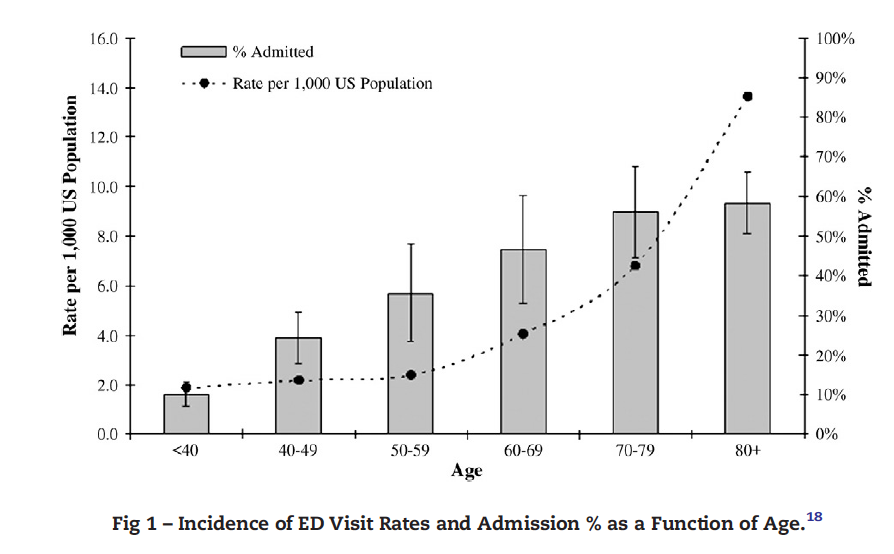 16.0
14.0
12.0
10.0
8.0
6.0
4.0
2.0
0.0
Rate per 1,000 US Population
% Admitted
Rate per 1,000 US Population
100%
90%
80%
70%
60%
50%
40%
30%
20%
10%
0%
% Admitted
<40 40-49 50-59 60-69 70-79 80+
Age
Fig 1 – Incidence of ED Visit Rates and Admission % as a Function of Age.18